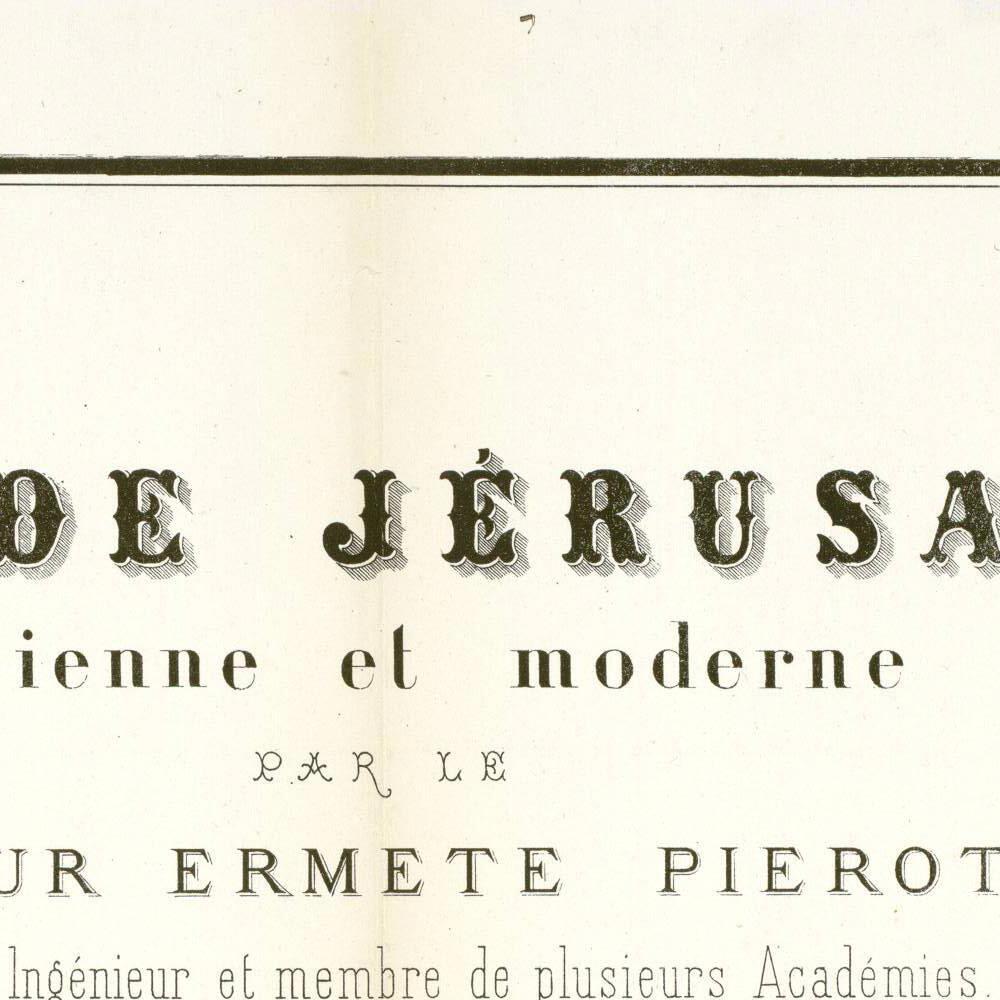 DE JÉRUSA
ienne et moderne
PAR LE
UR ERMETE PIEROT
Ingénieur et membre de plusieurs Académies.